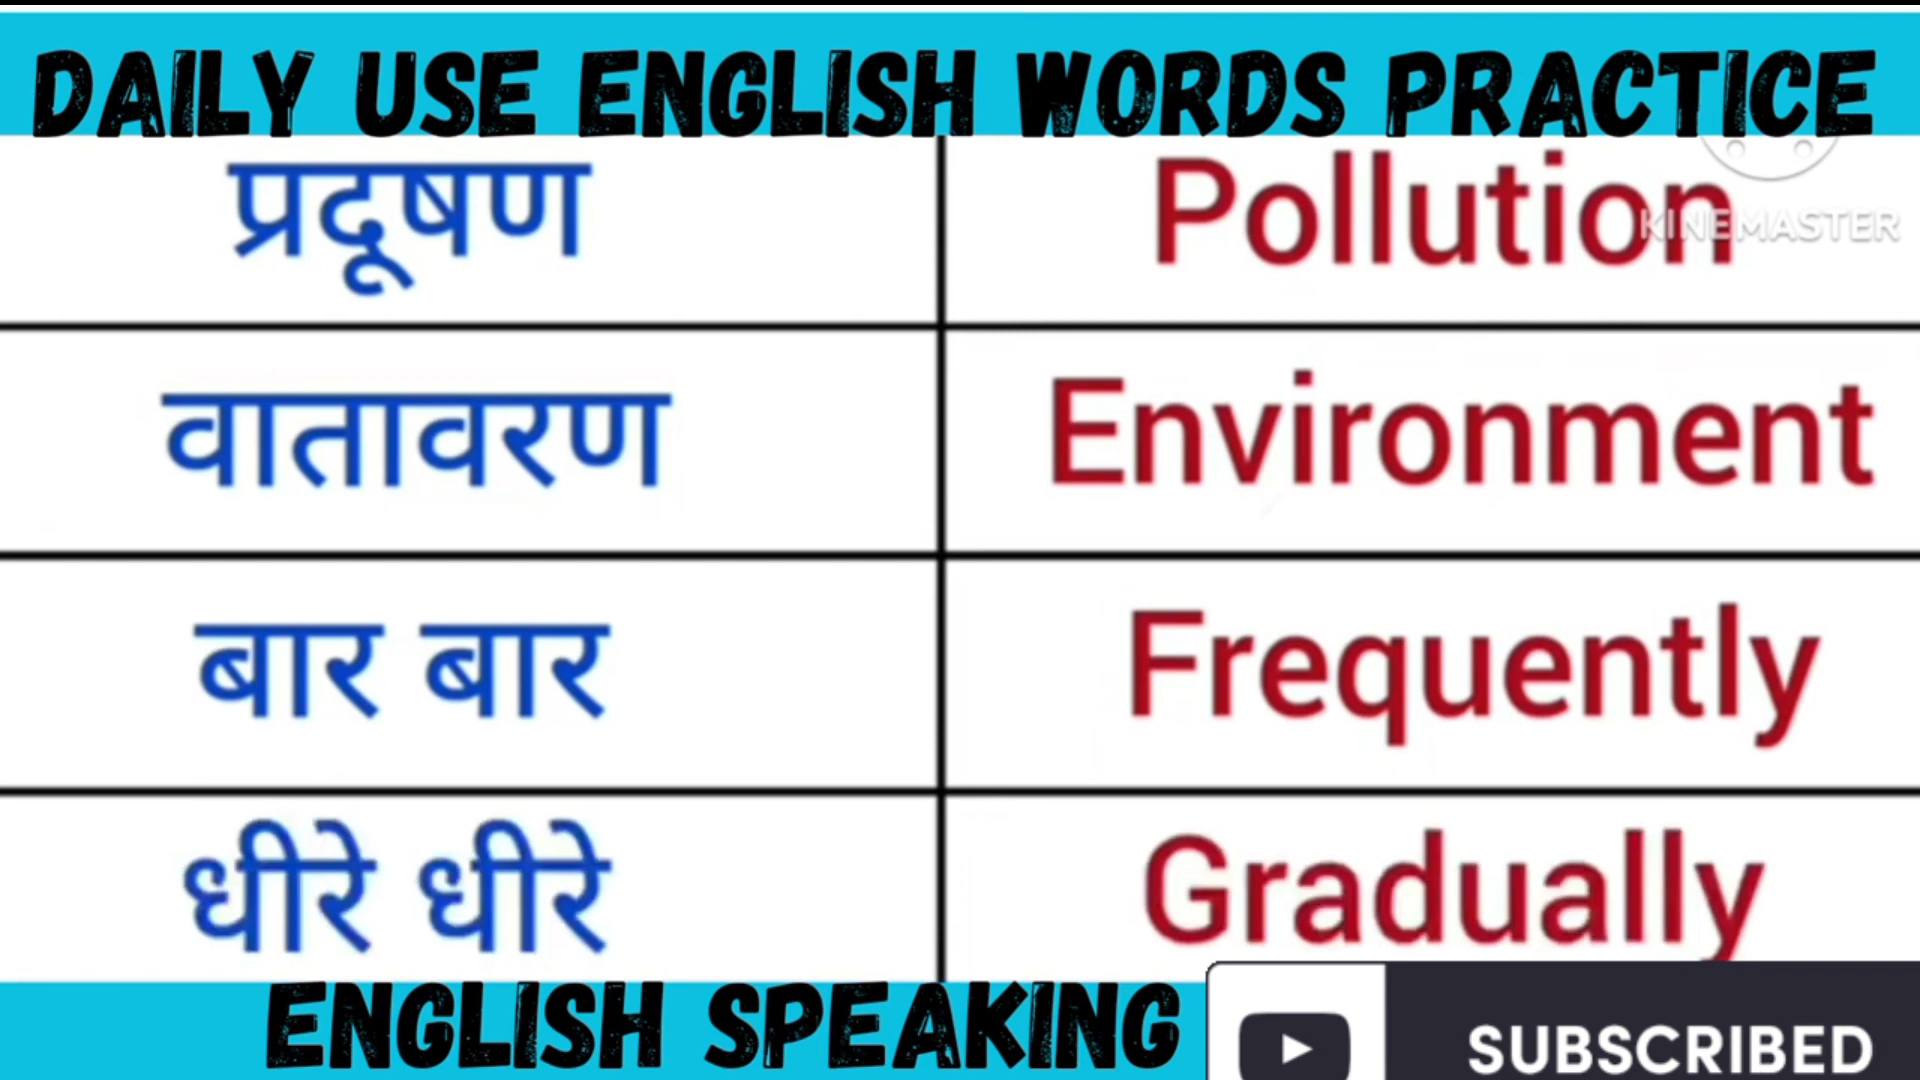 DAILY USE ENGLISH WORDS PRACTICE
प्रदूषण Pollution
KINEMASTER
वातावरण Environment
बार बार Frequently
धीरे धीरे Gradually
ENGLISH SPEAKING
SUBSCRIBED